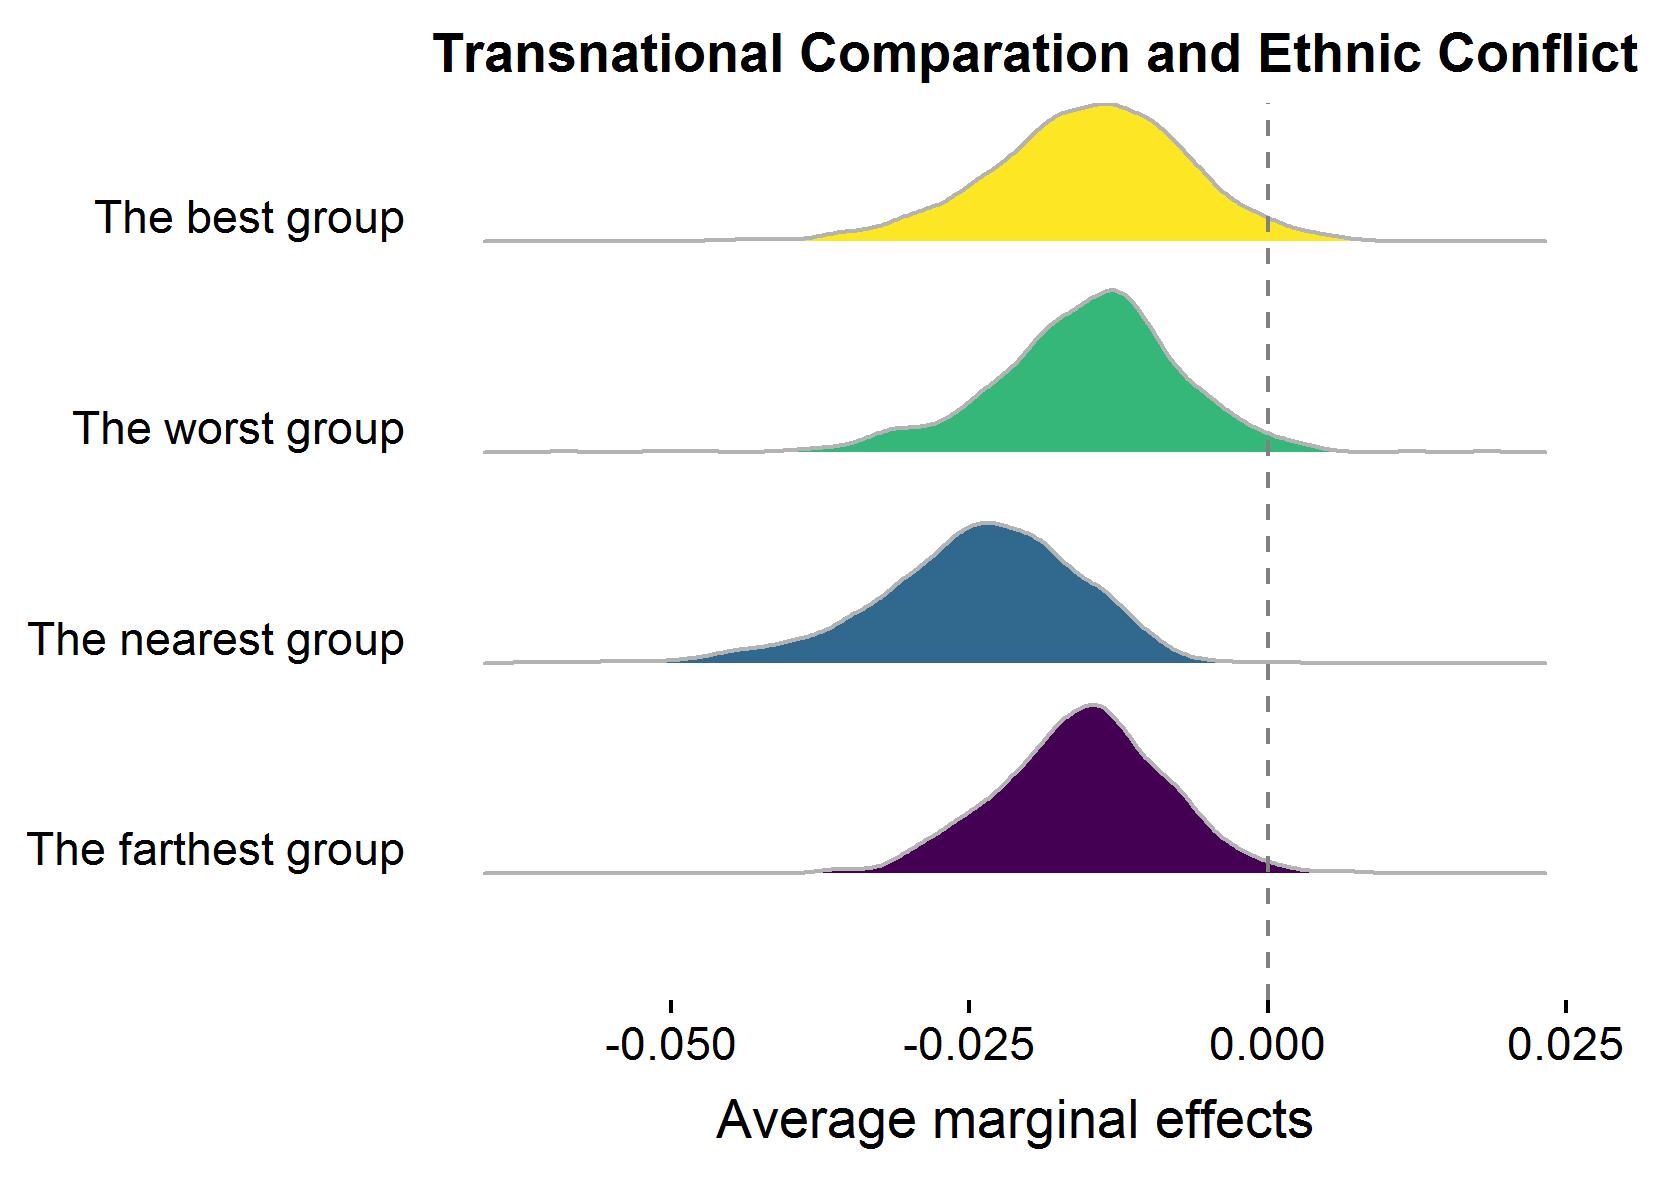 Transnational Comparation and Ethnic Conflict
The best group
The worst group
The nearest group
The farthest group
-0.050 -0.025 0.000 0.025
Average marginal effects